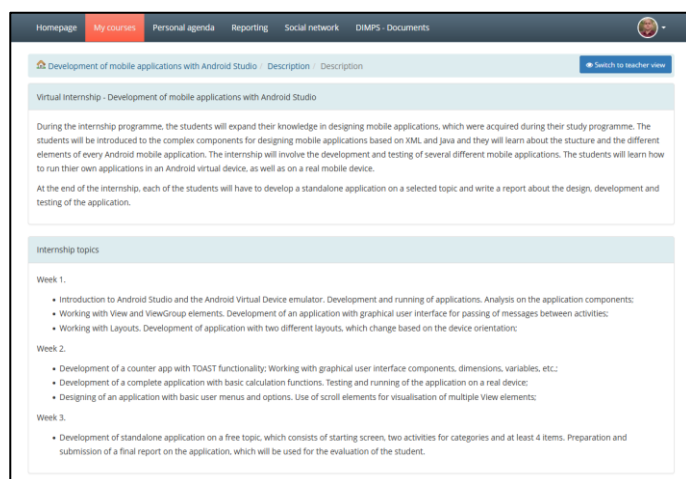 Homepage My courses Personal agenda Reporting Social network DIMPS - Documents
Development of mobile applications with Android Studio / Description / Description Switch to teacher view
Virtual Internship - Development of mobile applications with Android Studio
During the internship programme, the students will expand their knowledge in designing mobile applications, which were acquired during their study programme. The
students will be introduced to the complex components for designing mobile applications based on XML and Java and they will learn about the stucture and the different
elements of every Android mobile application. The internship will involve the development and testing of several different mobile applications. The students will learn how
to run thier own applications in an Android virtual device, as well as on a real mobile device.
At the end of the internship, each of the students will have to develop a standalone application on a selected topic and write a report about the design, development and
testing of the application.
Internship topics
Week 1.
• Introduction to Android Studio and the Android Virtual Device emulator. Development and running of applications. Analysis on the application components;
• Working with View and ViewGroup elements. Development of an application with graphical user interface for passing of messages between activities;
• Working with Layouts. Development of application with two different layouts, which change based on the device orientation;
Week 2.
• Development of a counter app with TOAST functionality; Working with graphical user interface components, dimensions, variables, etc.;
• Development of a complete application with basic calculation functions. Testing and running of the application on a real device;
• Designing of an application with basic user menus and options. Use of scroll elements for visualisation of multiple View elements;
Week 3.
• Development of standalone application on a free topic, which consists of starting screen, two activities for categories and at least 4 items. Preparation and
submission of a final report on the application, which will be used for the evaluation of the student.